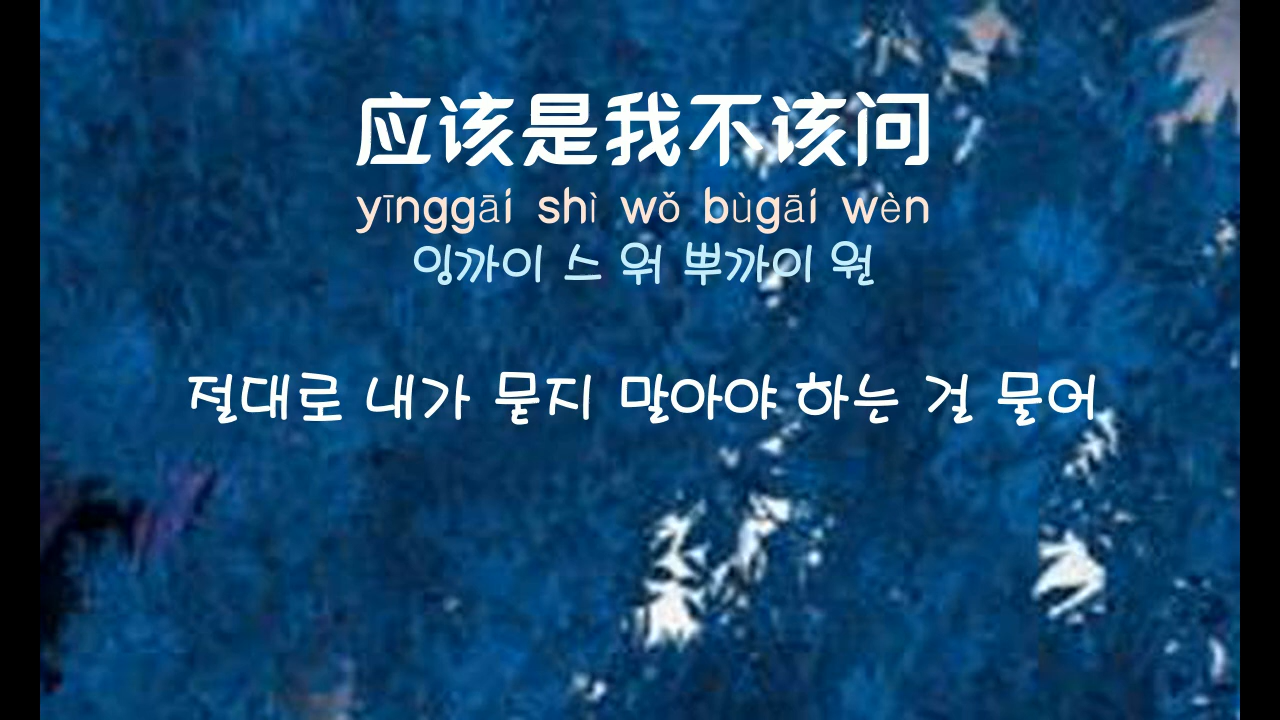 应该是我不该问
yīnggāi shì wǒ bùgāi wèn
잉까이 스 워 뿌까이 원
절대로 내가 묻지 말아야 하는 걸 물어